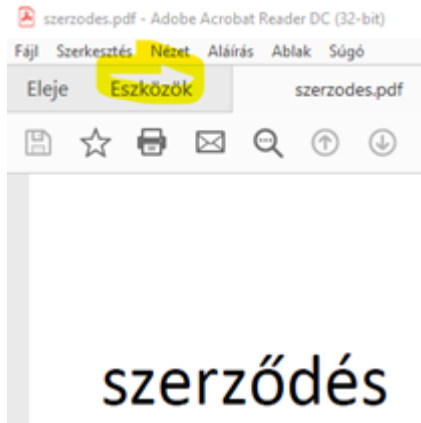 szerzodes.pdf - Adobe Acrobat Reader DC (32-bit)
Fájl Szerkesztés Nézet Aláírás Ablak Súgó
Eleje Eszközök szerzodes.pdf
szerződés